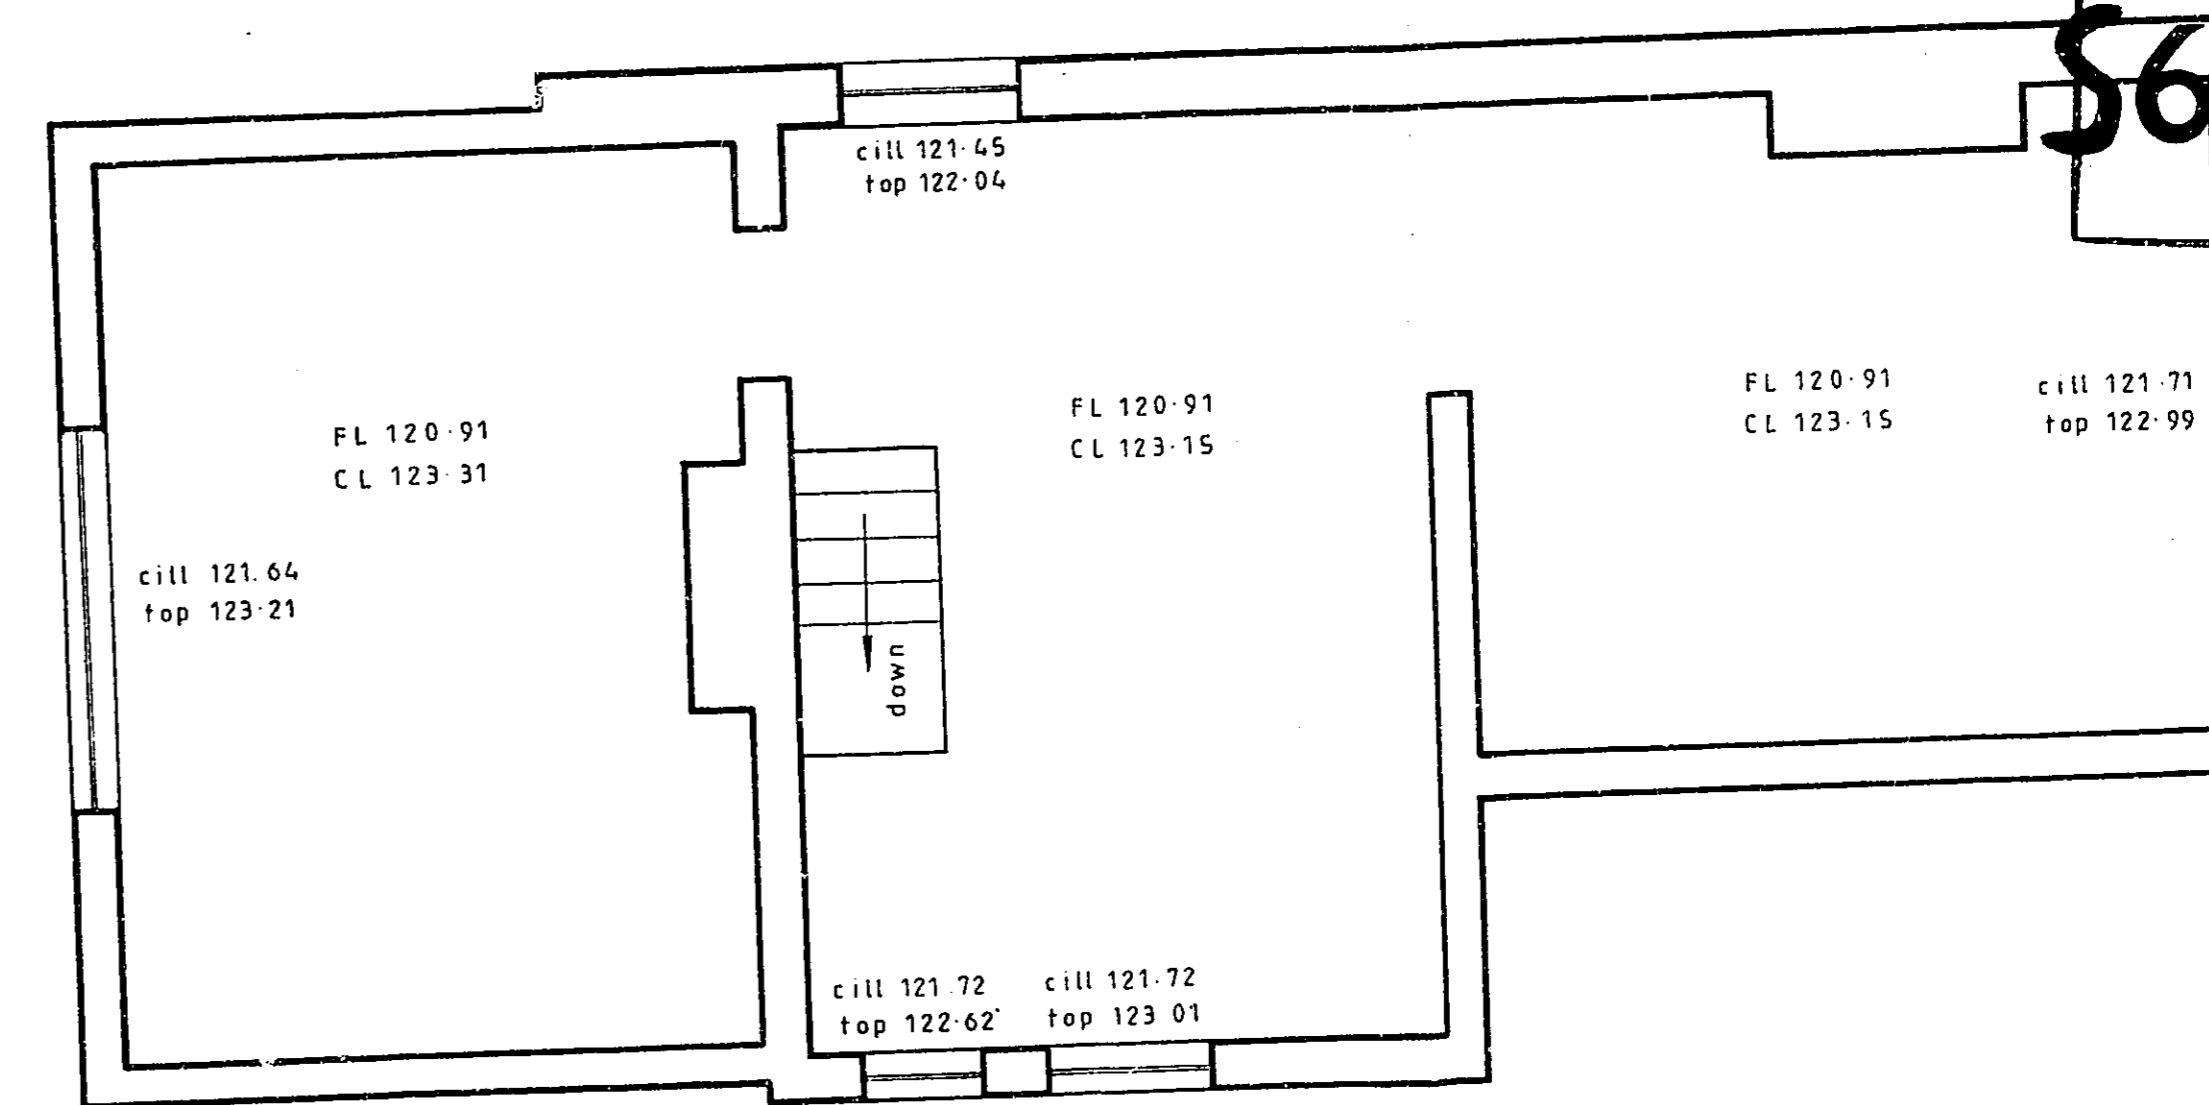 S6
cill 121.45
top 122.04
FL 120.91
CL 123.31
FL 120.91
CL 123.15
FL 120.91
CL 123.15
cill 121.71
top 122.99
cill 121.64
top 123.21
down
cill 121.72
top 122.62
cill 121.72
top 123 01